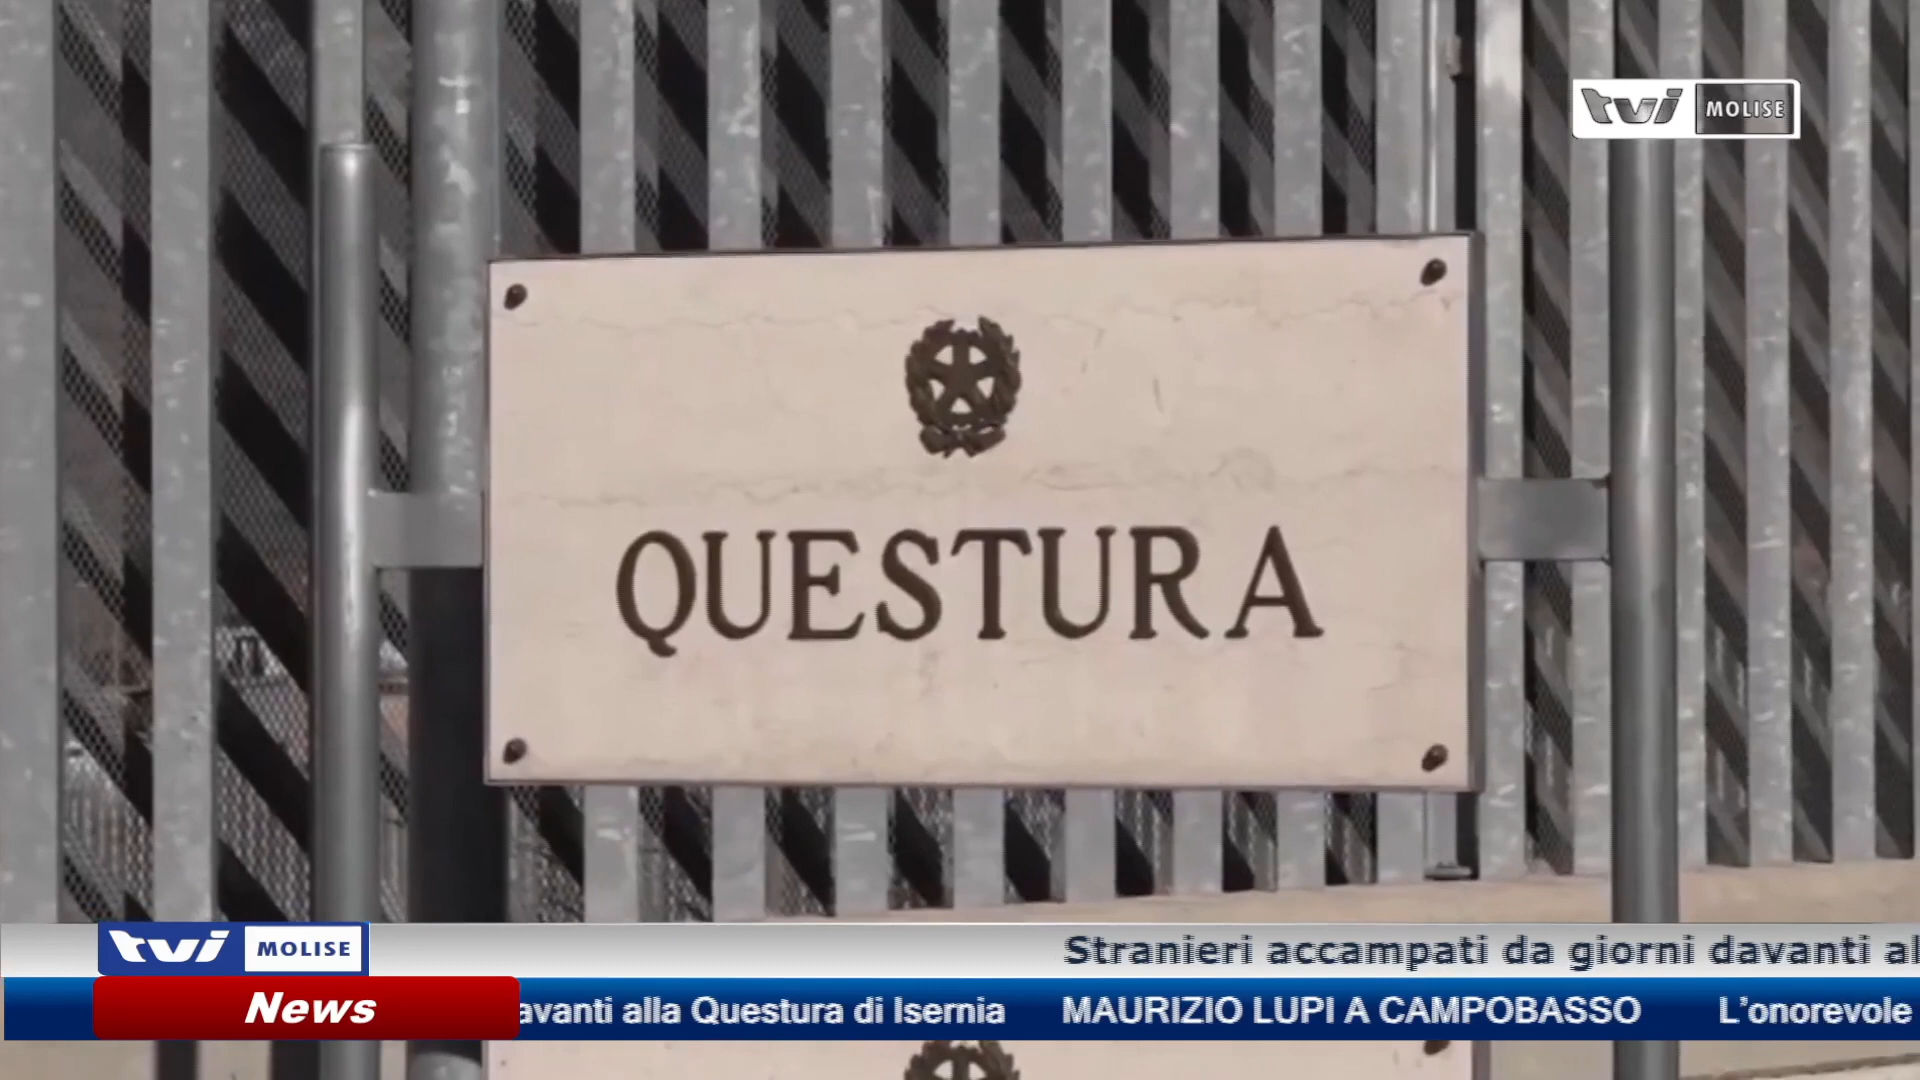 tvi MOLISE
QUESTURA
tvi MOLISE
Stranieri accampati da giorni davanti al
News
avanti alla Questura di Isernia MAURIZIO LUPI A CAMPOBASSO L'onorevole